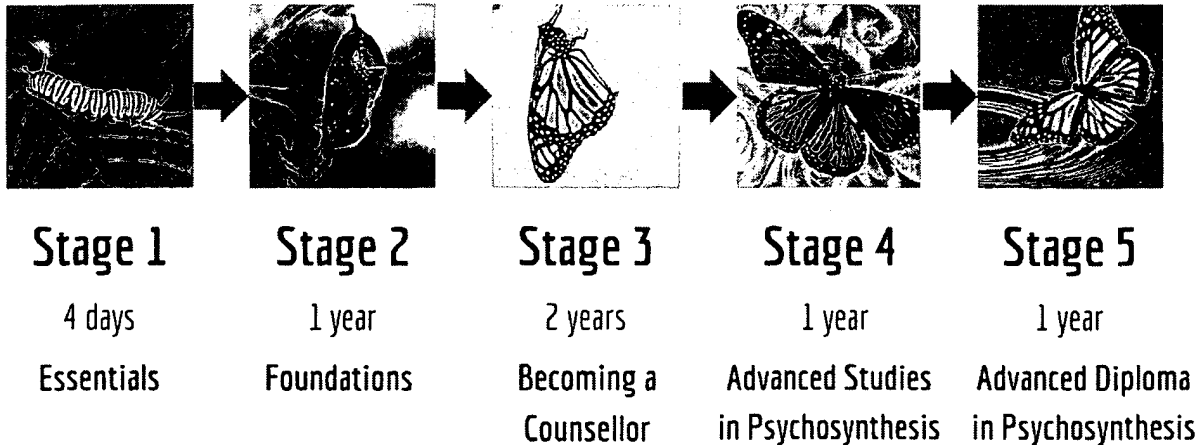 Stage 1
4 days
Essentials
Stage 2
1 year
Foundations
Stage 3
2 years
Becoming a
Counsellor
Stage 4
1 year
Advanced Studies
in Psychosynthesis
Stage 5
1 year
Advanced Diploma
in Psychosynthesis